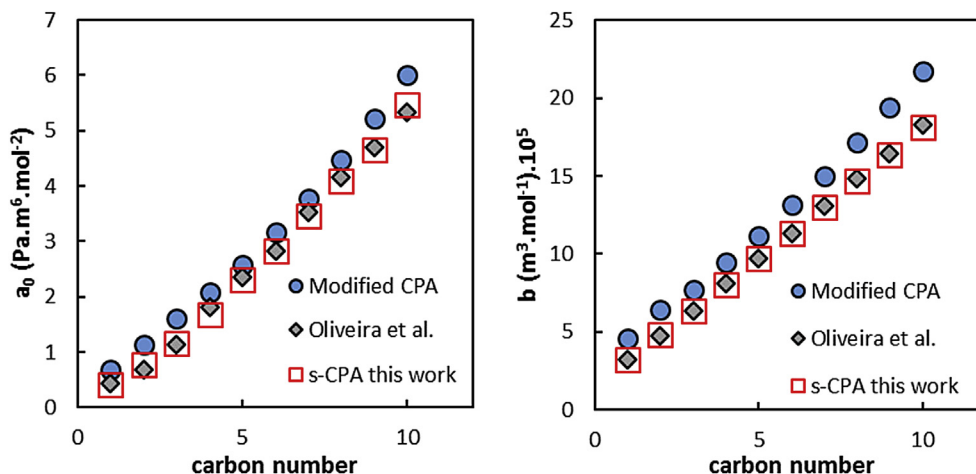 7
6
5
4
3
2
1
0
a₀ (Pa.m⁶.mol⁻²)
Modified CPA
Oliveira et al.
s-CPA this work
0
5
10
carbon number
25
20
15
10
5
0
b (m³.mol⁻¹).10⁵
Modified CPA
Oliveira et al.
s-CPA this work
0
5
10
carbon number